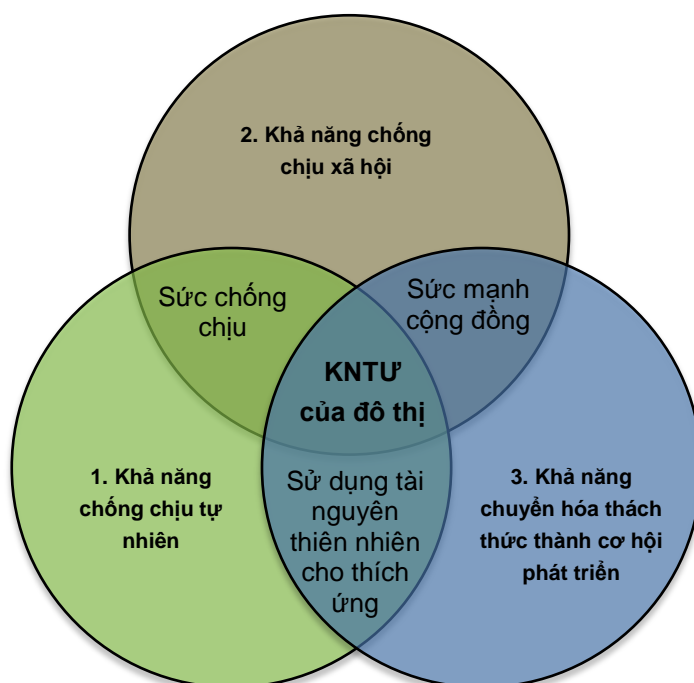 2. Khả năng chống
chịu xã hội
Sức chống
chịu
Sức mạnh
cộng đồng
KNTƯ
của đô thị
1. Khả năng
chống chịu tự
nhiên
Sử dụng tài
nguyên
thiên nhiên
cho thích
ứng
3. Khả năng
chuyển hóa thách
thức thành cơ hội
phát triển